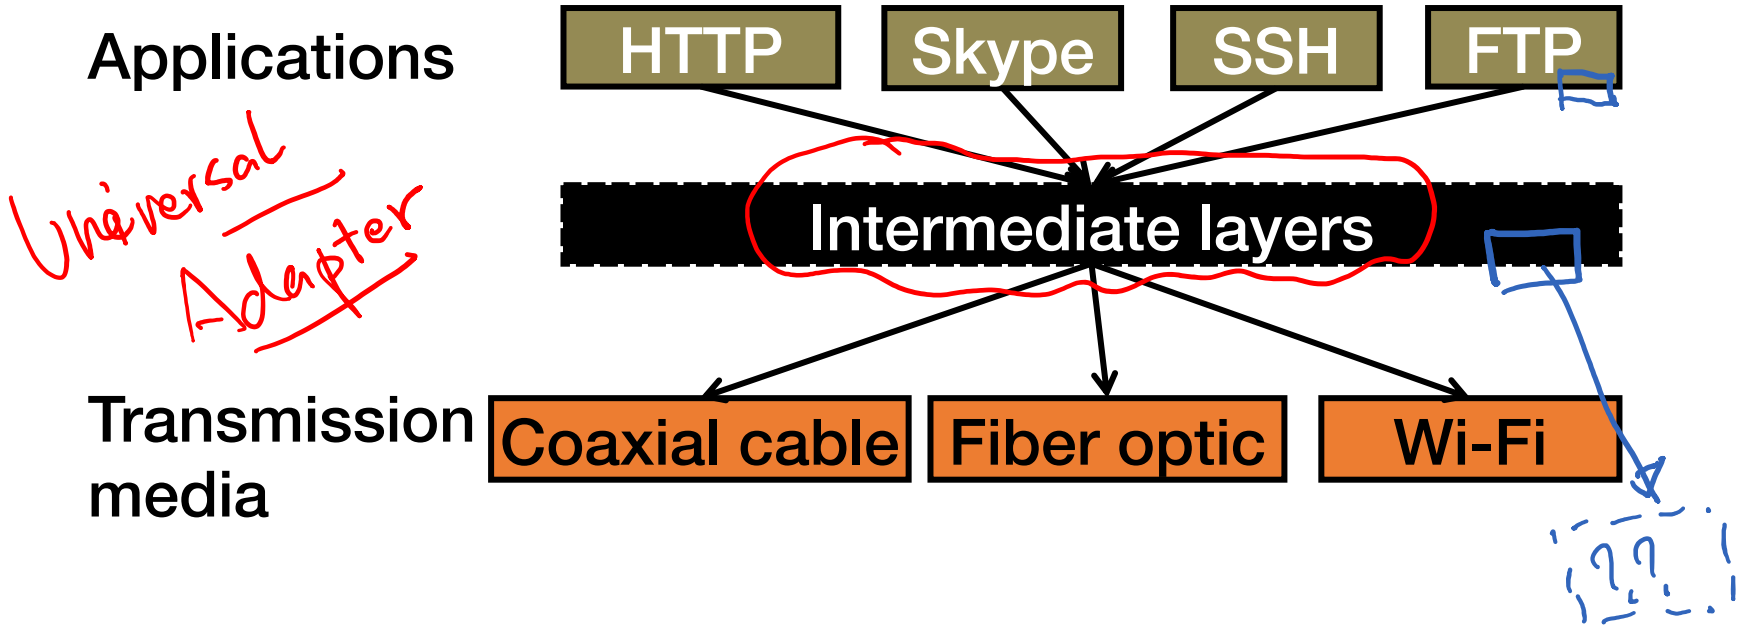 Applications
HTTP Skype SSH FTP
Universal
Adapter
Intermediate layers
Transmission
media
Coaxial cable Fiber optic Wi-Fi
??